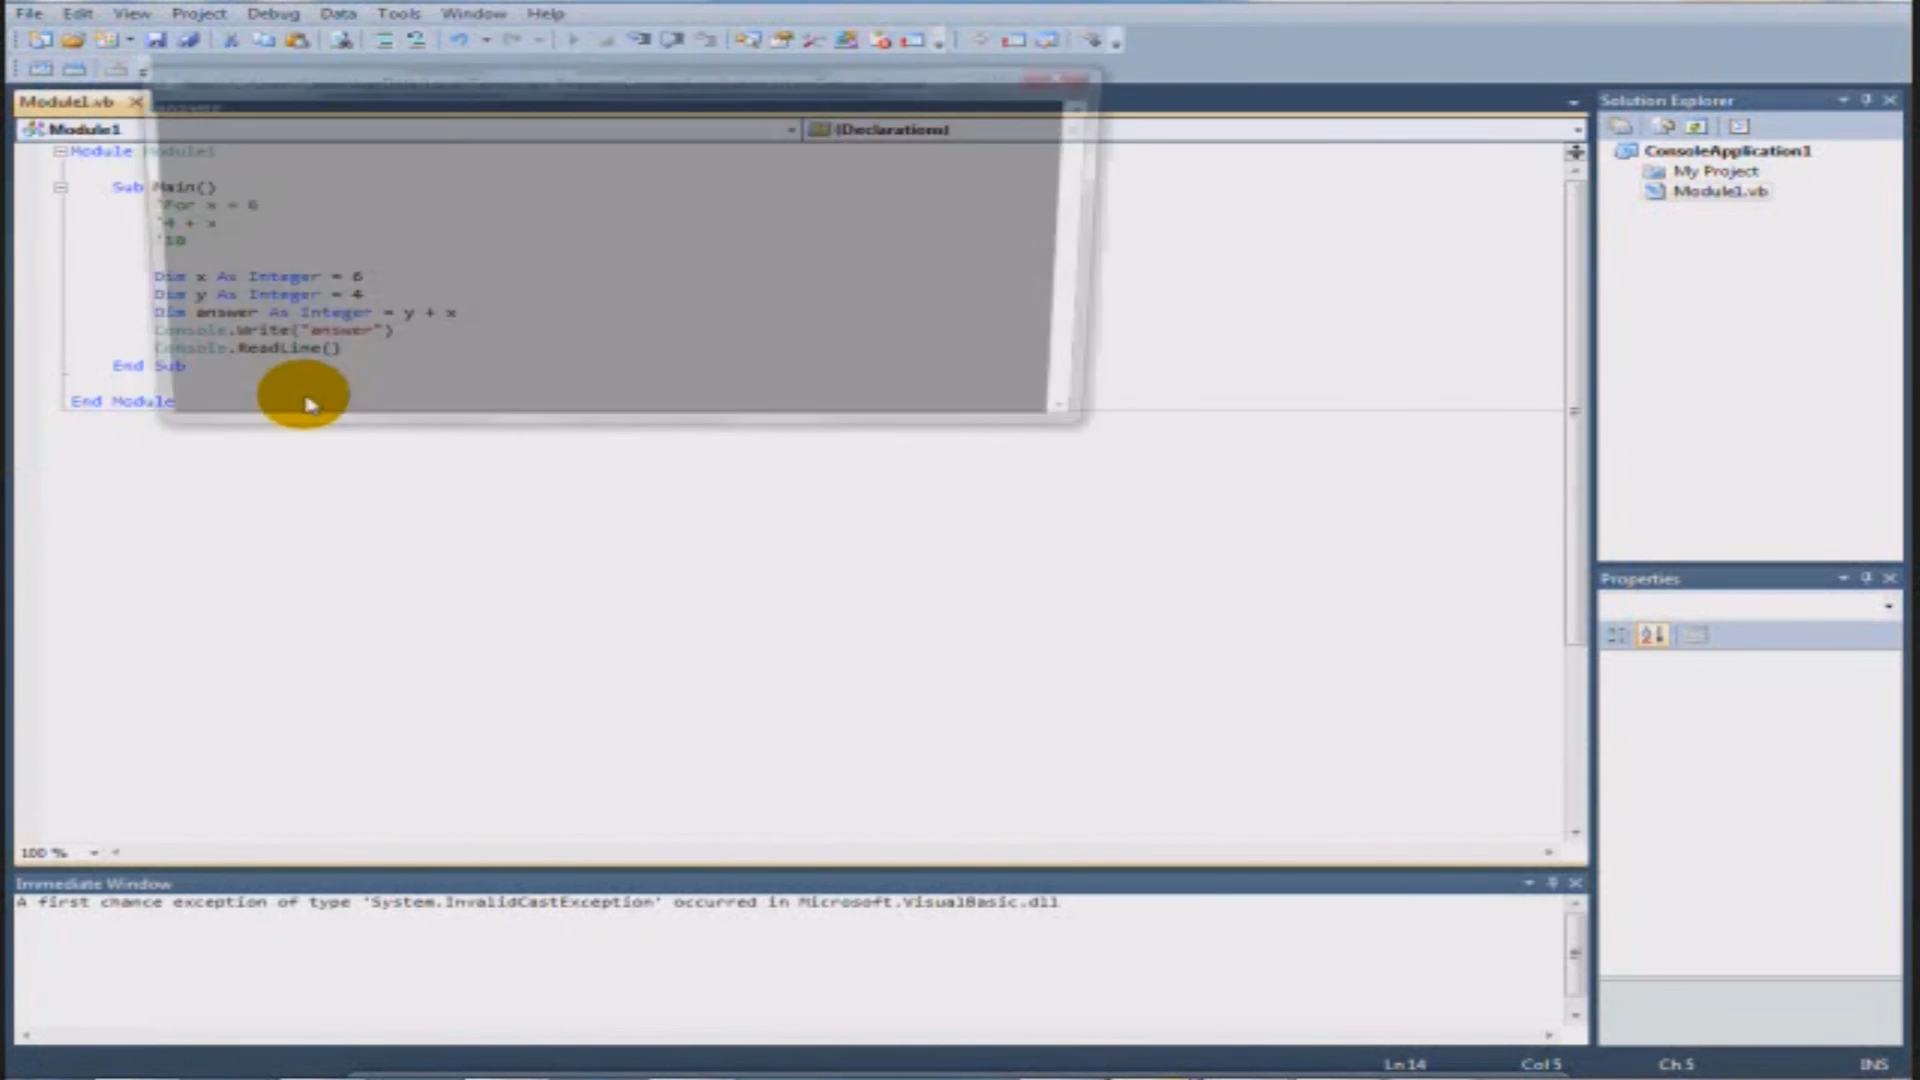 File Edit View Project Debug Data Tools Window Help
Module1.vb
Module1
(Declarations)
Module Module1
Sub Main()
'For x = 6
'4 + x
'10
Dim x As Integer = 6
Dim y As Integer = 4
Dim answer As Integer = y + x
Console.Write("answer")
Console.ReadLine()
End Sub
End Module
100 %
Immediate Window
A first chance exception of type 'System.InvalidCastException' occurred in Microsoft.VisualBasic.dll
Solution Explorer
ConsoleApplication1
My Project
Module1.vb
Properties
Ln 14 Col 5 Ch 5 INS